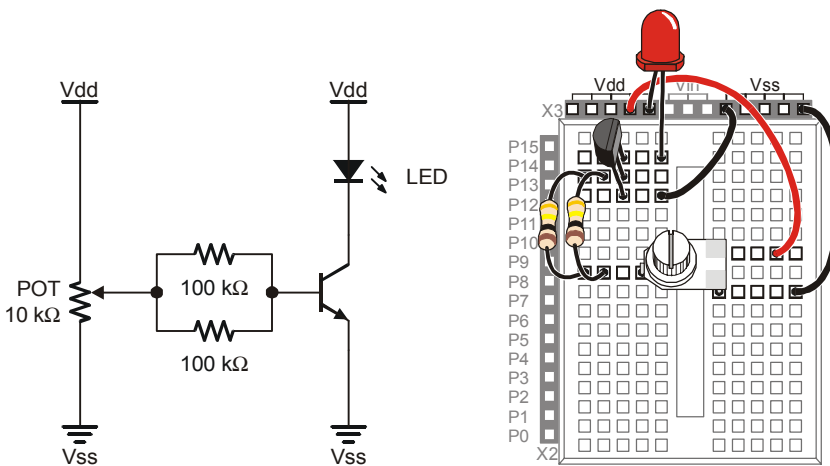 Vdd
Vdd
LED
POT
10 kΩ
100 kΩ
100 kΩ
Vss
Vss
Vdd
Vin
Vss
X3
P15
P14
P13
P12
P11
P10
P9
P8
P7
P6
P5
P4
P3
P2
P1
P0
X2